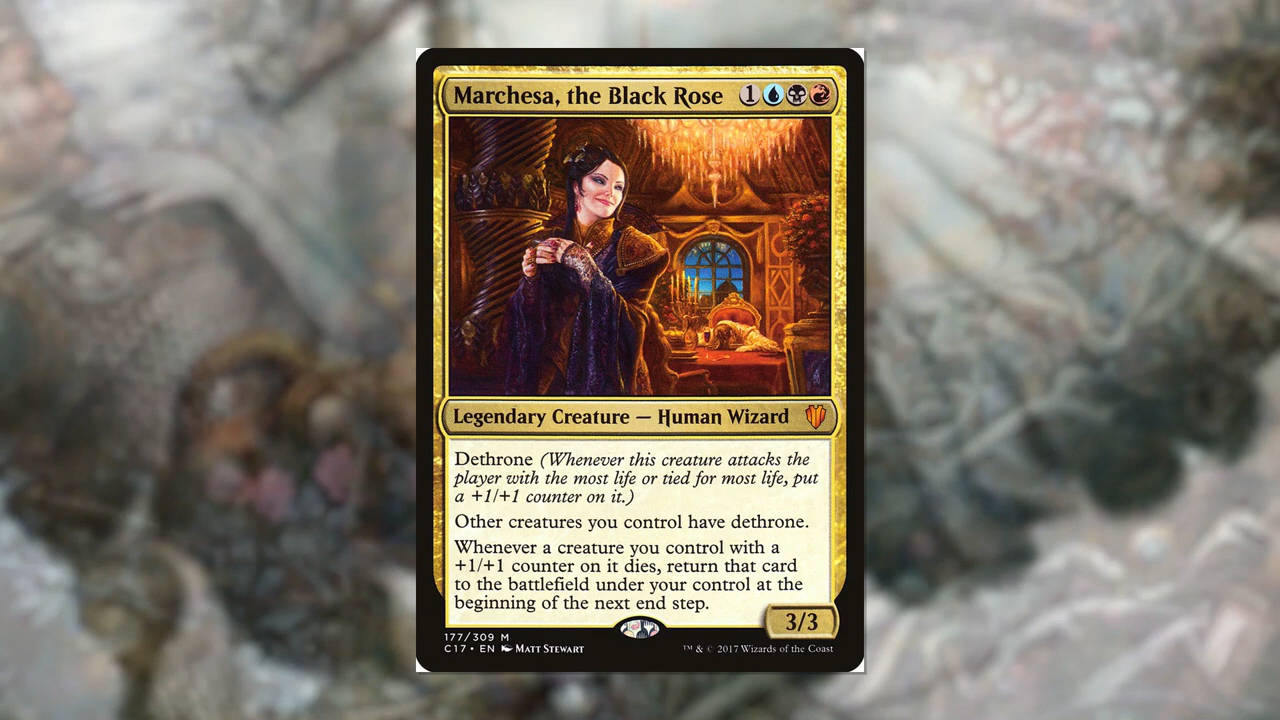 Marchesa, the Black Rose 1
Legendary Creature — Human Wizard
Dethrone (Whenever this creature attacks the
player with the most life or tied for most life, put
a +1/+1 counter on it.)
Other creatures you control have dethrone.
Whenever a creature you control with a
+1/+1 counter on it dies, return that card
to the battlefield under your control at the
beginning of the next end step.
3/3
177/309 M
C17 • EN Matt Stewart
™ & © 2017 Wizards of the Coast